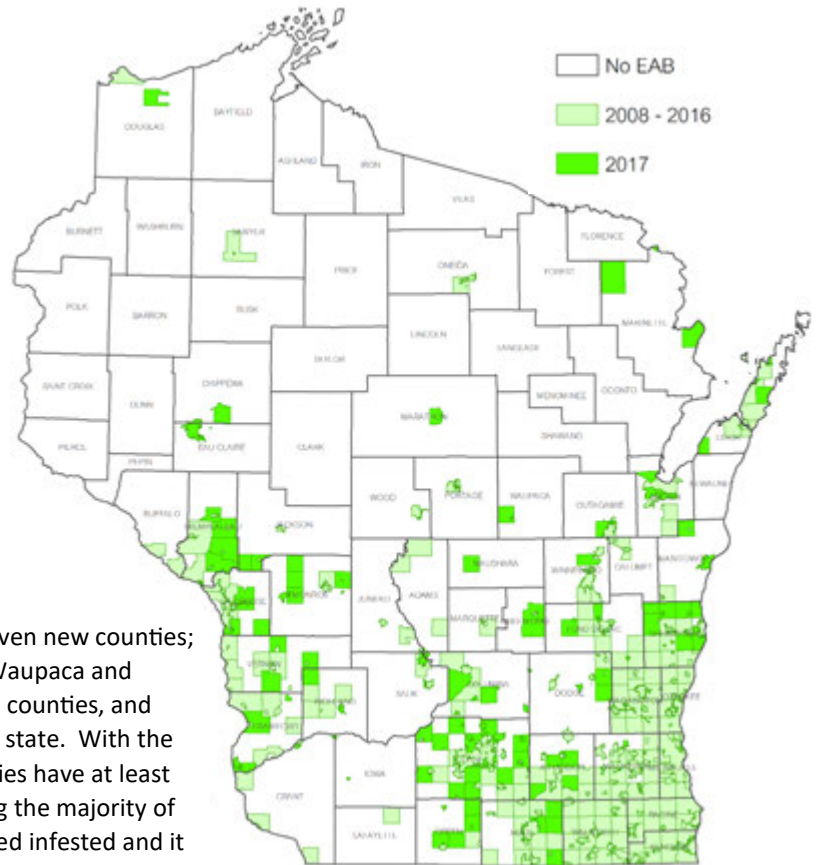 No EAB
2008 - 2016
2017
DOUGLAS
BAYFIELD
ASHLAND
IRON
VILAS
BURNETT
WASHBURN
SAWYER
FLORENCE
ONEIDA
FOREST
PRICE
POLK
BARRON
RUSK
LINCOLN
MARINETTE
LANGLADE
TAYLOR
SAINT CROIX
CHIPPEWA
DUNN
MENOMINEE
OCONTO
MARATHON
PIERCE
EAU CLAIRE
CLARK
SHAWANO
PEPIN
WOOD
PORTAGE
WAUPACA
OUTAGAMIE
KEWAUNEE
BUFFALO
JACKSON
WAUSHARA
WINNEBAGO
CALUMET
MANITOWOC
MONROE
JUNEAU
ADAMS
MARQUETTE
VERNON
SAUK
DODGE
RICHLAND
CRAWFORD
IOWA
GRANT
LAFAYETTE
ven new counties;
Waupaca and
counties, and
state.  With the
ies have at least
g the majority of
ed infested and it